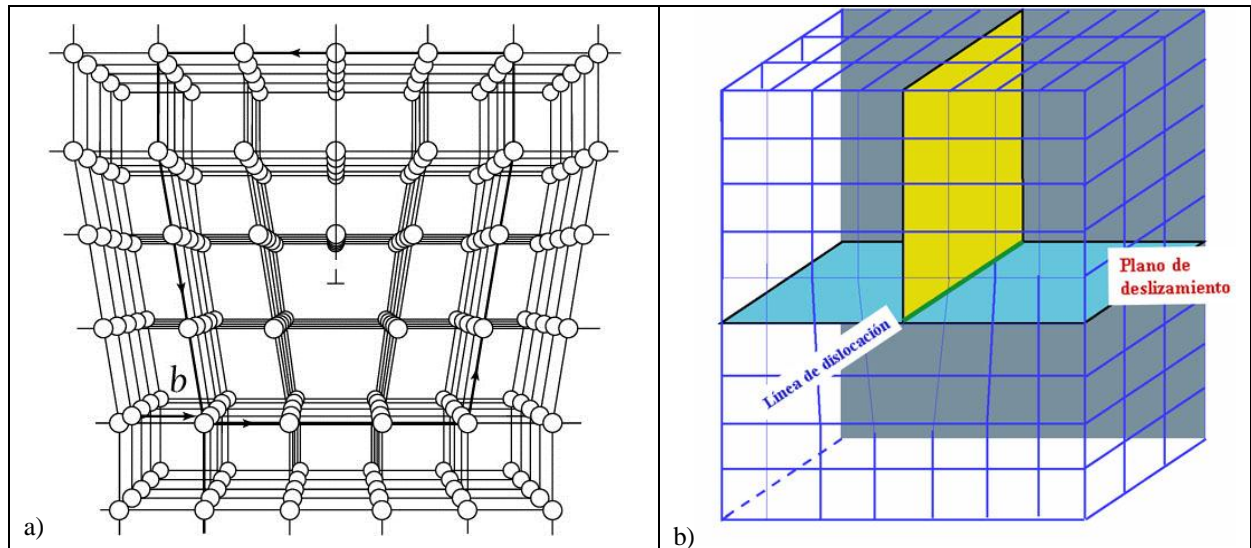 b
a)
Plano de
deslizamiento
Línea de dislocación
b)